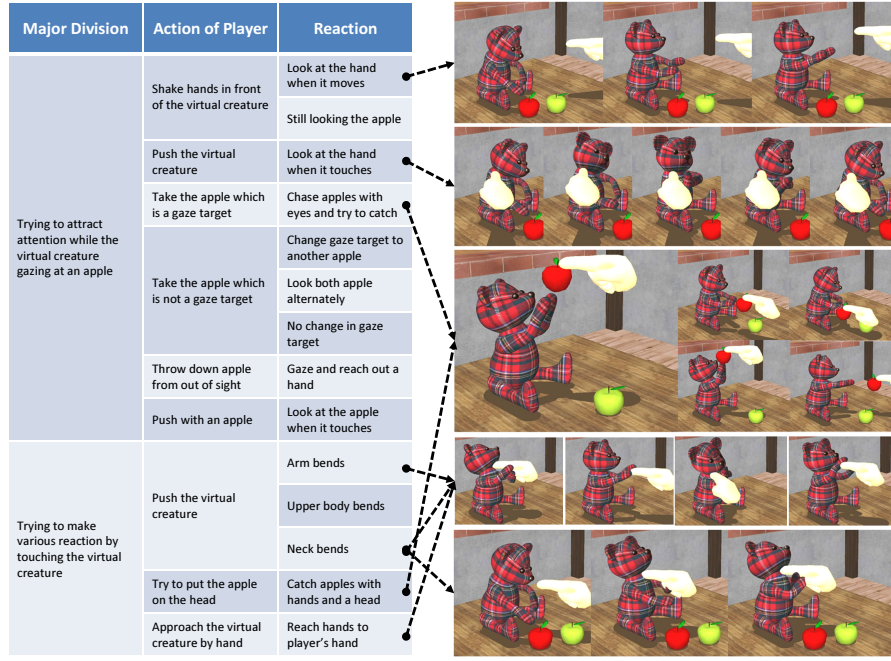 Major Division
Action of Player
Reaction
Trying to attract
attention while the
virtual creature
gazing at an apple
Shake hands in front
of the virtual creature
Look at the hand
when it moves
Still looking the apple
Push the virtual
creature
Look at the hand
when it touches
Take the apple which
is a gaze target
Chase apples with
eyes and try to catch
Take the apple which
is not a gaze target
Change gaze target to
another apple
Look both apple
alternately
No change in gaze
target
Throw down apple
from out of sight
Gaze and reach out a
hand
Push with an apple
Look at the apple
when it touches
Trying to make
various reaction by
touching the virtual
creature
Push the virtual
creature
Arm bends
Upper body bends
Neck bends
Try to put the apple
on the head
Catch apples with
hands and a head
Approach the virtual
creature by hand
Reach hands to
player's hand